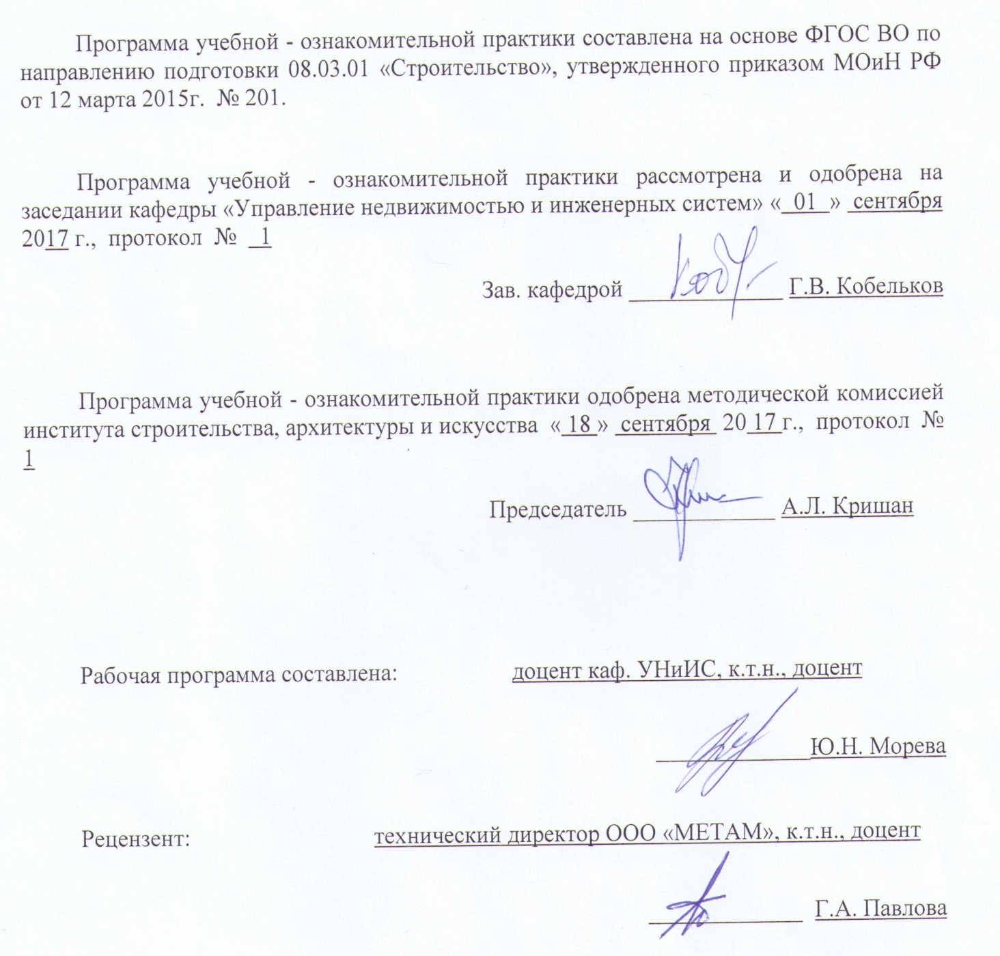 Программа учебной - ознакомительной практики составлена на основе ФГОС ВО по
направлению подготовки 08.03.01 «Строительство», утвержденного приказом МОиН РФ
от 12 марта 2015г. № 201.
Программа учебной - ознакомительной практики рассмотрена и одобрена на
заседании кафедры «Управление недвижимостью и инженерных систем» « 01 » сентября
2017 г., протокол № 1
Зав. кафедрой ____________ Г.В. Кобельков
Программа учебной - ознакомительной практики одобрена методической комиссией
института строительства, архитектуры и искусства « 18 » сентября 20 17 г., протокол №
1
Председатель ____________ А.Л. Кришан
Рабочая программа составлена: доцент каф. УНиИС, к.т.н., доцент
____________Ю.Н. Морева
Рецензент: технический директор ООО «МЕТАМ», к.т.н., доцент
____________ Г.А. Павлова